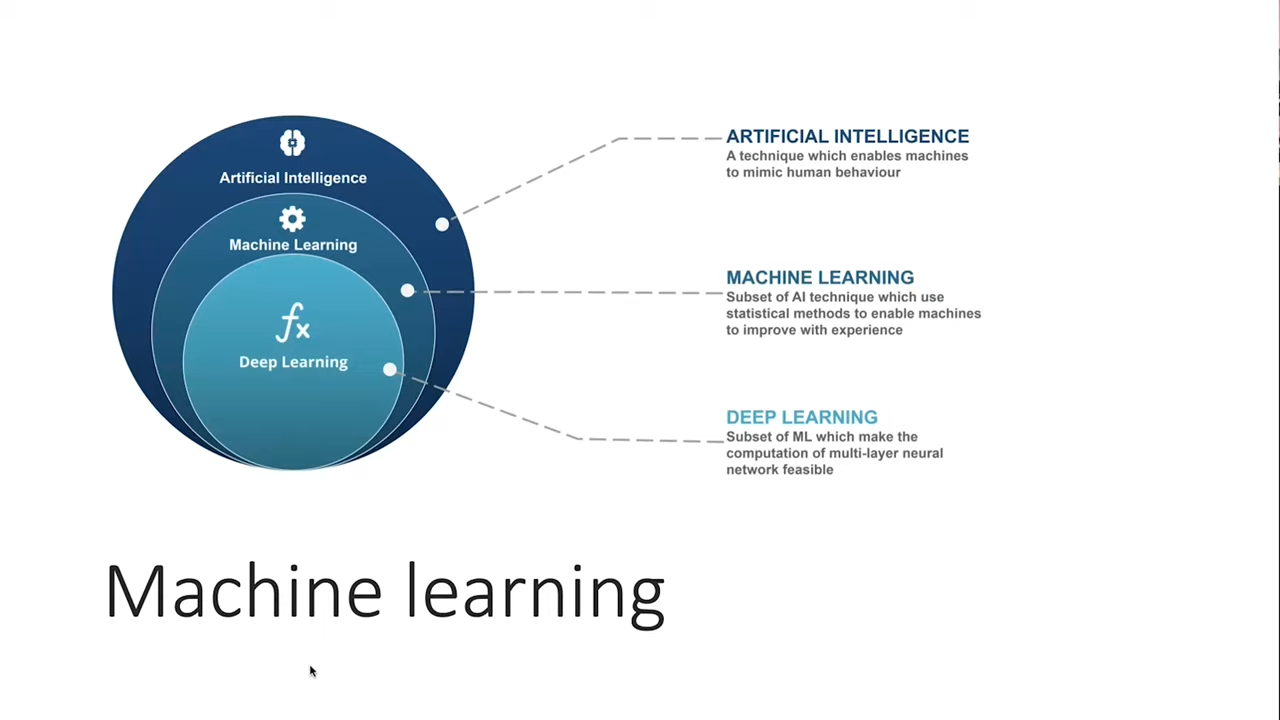 Artificial Intelligence
Machine Learning
fx
Deep Learning
ARTIFICIAL INTELLIGENCE
A technique which enables machines
to mimic human behaviour
MACHINE LEARNING
Subset of AI technique which use
statistical methods to enable machines
to improve with experience
DEEP LEARNING
Subset of ML which make the
computation of multi-layer neural
network feasible
Machine learning